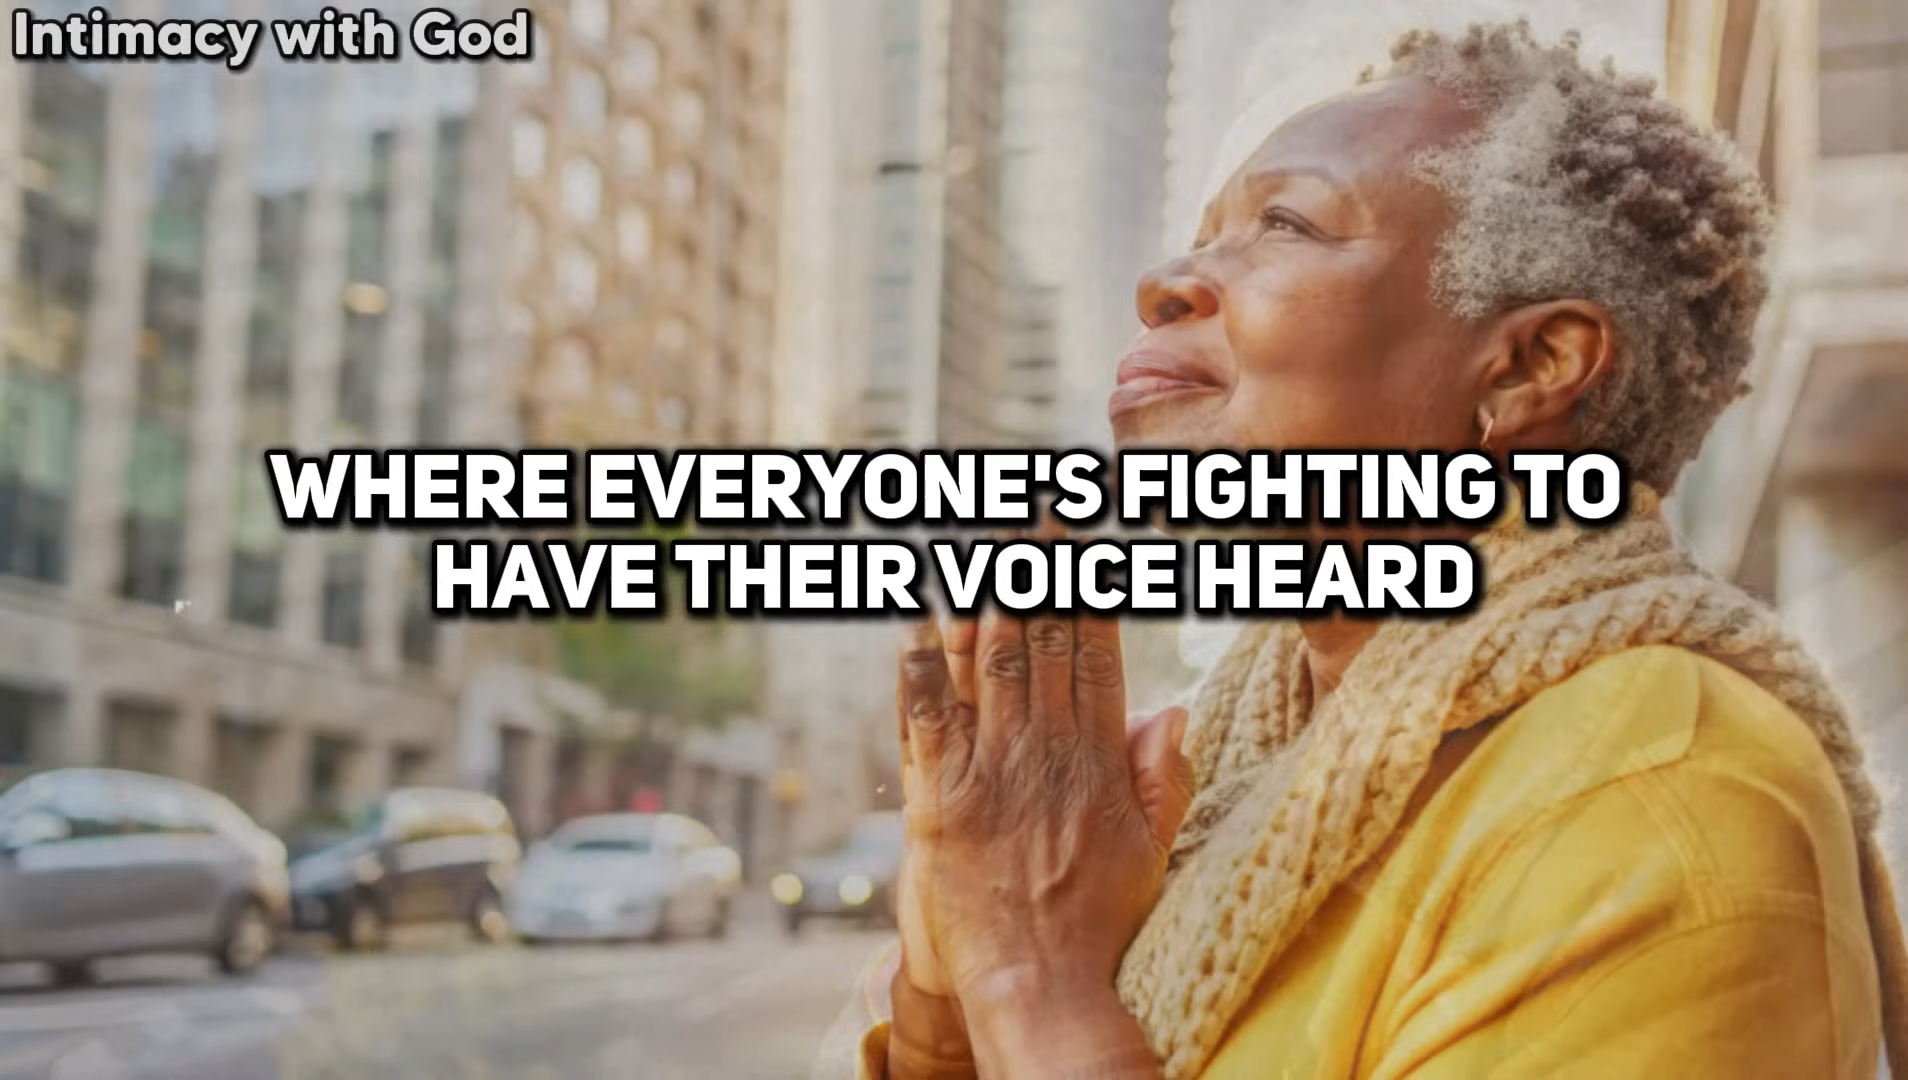 Intimacy with God
WHERE EVERYONE'S FIGHTING TO
HAVE THEIR VOICE HEARD